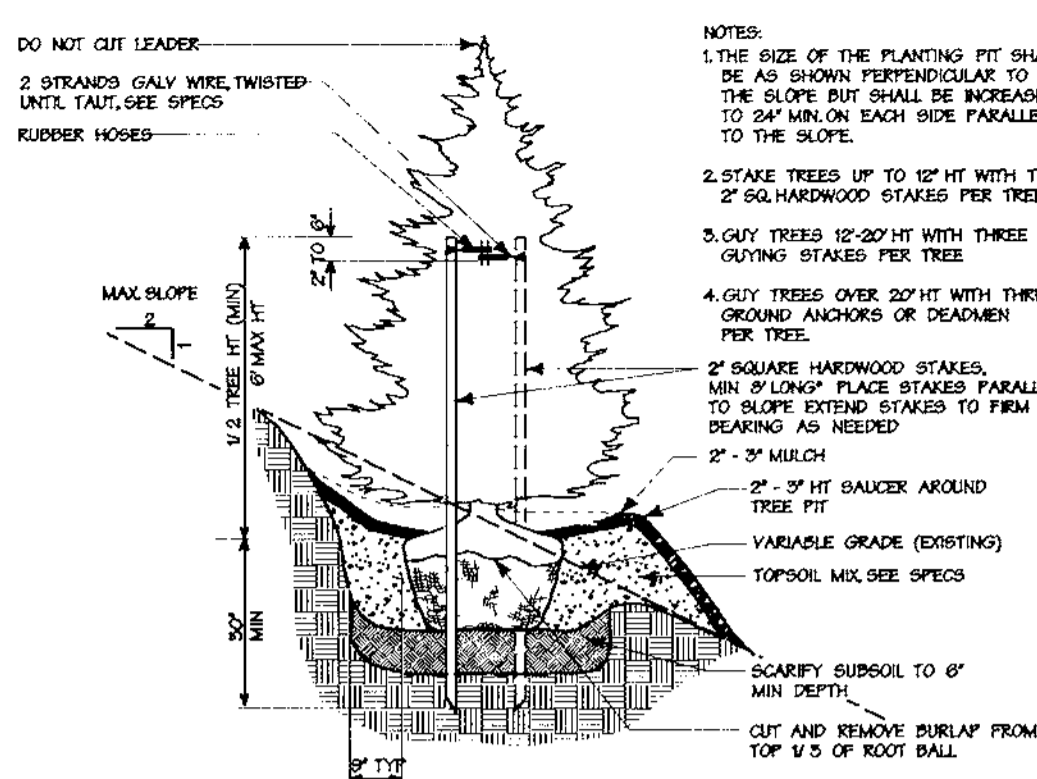 DO NOT CUT LEADER
2 STRANDS GALV WIRE, TWISTED
UNTIL TAUT, SEE SPECS
RUBBER HOSES
2" TO 6"
MAX. SLOPE
2
1
1/2 TREE HT (MIN)
6' MAX HT
30"
MIN
9" TYP
NOTES:
1. THE SIZE OF THE PLANTING PIT
BE AS SHOWN PERPENDICULAR TO
THE SLOPE BUT SHALL BE
TO 24" MIN. ON EACH SIDE
TO THE SLOPE.
2. STAKE TREES UP TO 12" HT WITH
2" SQ. HARDWOOD STAKES PER
3. GUY TREES 12'-20' HT WITH THREE
GUYING STAKES PER TREE
4. GUY TREES OVER 20' HT WITH
GROUND ANCHORS OR DEADMEN
PER TREE.
2" SQUARE HARDWOOD STAKES,
MIN 8' LONG" PLACE STAKES
TO SLOPE EXTEND STAKES TO FIRM
BEARING AS NEEDED
2" - 3" MULCH
2" - 3" HT SAUCER AROUND
TREE PIT
VARIABLE GRADE (EXISTING)
TOPSOIL MIX, SEE SPECS
SCARIFY SUBSOIL TO 6"
MIN DEPTH
CUT AND REMOVE BURLAP FROM
TOP 1/3 OF ROOT BALL